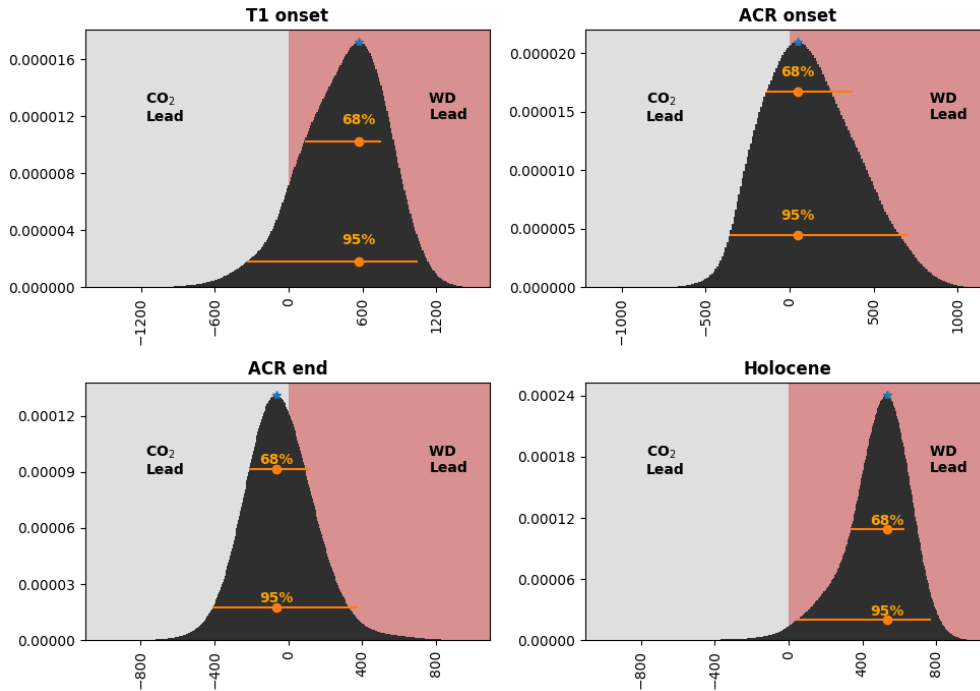 T1 onset
0.000016
0.000012
0.000008
0.000004
0.000000
CO₂
Lead
WD
Lead
68%
95%
−1200
−600
0
600
1200
ACR onset
0.000020
0.000015
0.000010
0.000005
0.000000
CO₂
Lead
WD
Lead
68%
95%
−1000
−500
0
500
1000
ACR end
0.00012
0.00009
0.00006
0.00003
0.00000
CO₂
Lead
WD
Lead
68%
95%
−800
−400
0
400
800
Holocene
0.00024
0.00018
0.00012
0.00006
0.00000
CO₂
Lead
WD
Lead
68%
95%
−800
−400
0
400
800